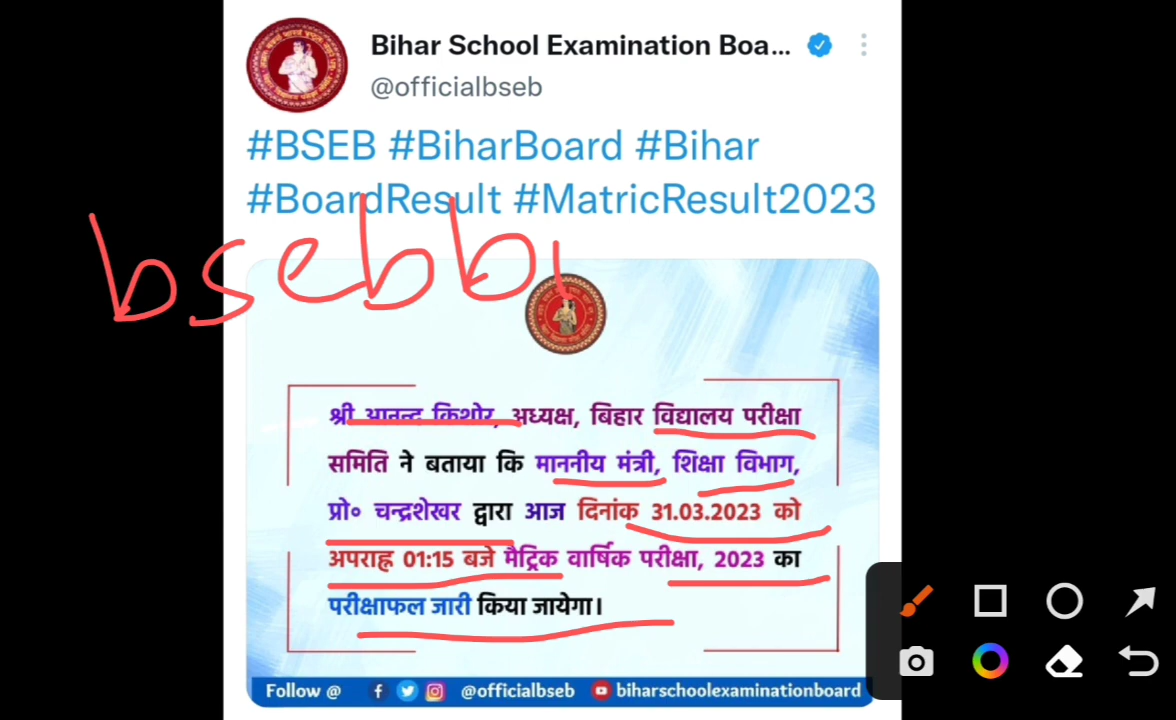 Bihar School Examination Boa...
@officialbseb
#BSEB #BiharBoard #Bihar
#BoardResult #MatricResult2023
bsebbi
श्री आनन्द किशोर, अध्यक्ष, बिहार विद्यालय परीक्षा
समिति ने बताया कि माननीय मंत्री, शिक्षा विभाग,
प्रो० चन्द्रशेखर द्वारा आज दिनांक 31.03.2023 को
अपराह्न 01:15 बजे मैट्रिक वार्षिक परीक्षा, 2023 का
परीक्षाफल जारी किया जायेगा।
Follow @ @officialbseb biharschoolexaminationboard